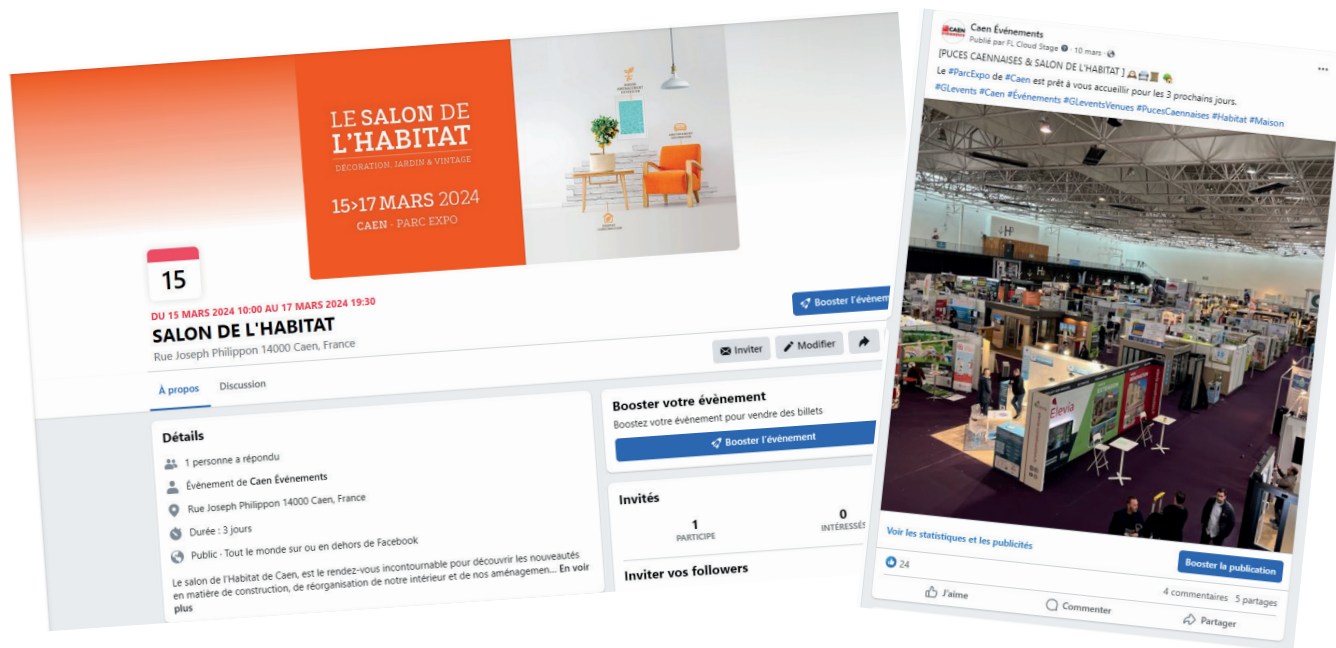 LE SALON DE
L'HABITAT
DÉCORATION, JARDIN & VINTAGE
15>17 MARS 2024
CAEN - PARC EXPO
15
DU 15 MARS 2024 10:00 AU 17 MARS 2024 19:30
SALON DE L'HABITAT
Rue Joseph Philippon 14000 Caen, France
Booster l'évènem
Inviter
Modifier
À propos
Discussion
Détails
1 personne a répondu
Évènement de Caen Événements
Rue Joseph Philippon 14000 Caen, France
Durée : 3 jours
Public · Tout le monde sur ou en dehors de Facebook
Le salon de l'Habitat de Caen, est le rendez-vous incontournable pour découvrir les nouveautés
en matière de construction, de réorganisation de notre intérieur et de nos aménagemen... En voir
plus
Booster votre évènement
Boostez votre évènement pour vendre des billets
Booster l'évènement
Invités
1
PARTICIPE
0
INTÉRESSÉS
Inviter vos followers
CAEN
Caen Événements
Publié par FL Cloud Stage · 10 mars ·
[PUCES CAENNAISES & SALON DE L'HABITAT ]
Le #ParcExpo de #Caen est prêt à vous accueillir pour les 3 prochains jours.
#GLevents #Caen #Événements #GLeventsVenues #PucesCaennaises #Habitat #Maison
Elevia
Voir les statistiques et les publicités
Booster la publication
24
4 commentaires 5 partages
J'aime
Commenter
Partager